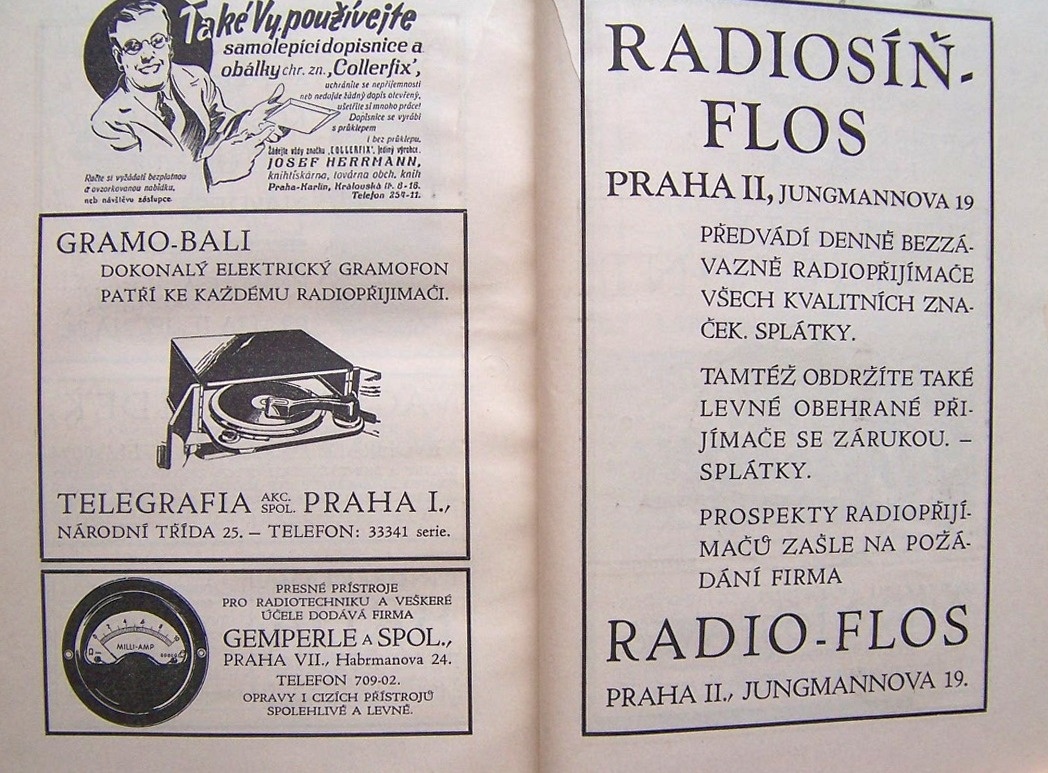 Také Vy používejte
samolepící dopisnice a
obálky chr. zn. ‚Collerfix',
uchráníte se nepříjemností
neb nedojde žádný dopis otevřený,
ušetříte si mnoho práce!
Dopisnice se vyrábí
s průklepem
i bez průklepu.
Žádejte vždy značku ‚COLLERFIX'. Jediný výrobce.
JOSEF HERRMANN,
knihtiskárna, továrna obch. knih
Praha-Karlín, Královská tř. 8-16.
Telefon 254-11.
Račte si vyžádati bezplatnou
a ovzorkovanou nabídku,
neb návštěvu zástupce.
GRAMO-BALI
DOKONALÝ ELEKTRICKÝ GRAMOFON
PATŘÍ KE KAŽDÉMU RADIOPŘIJIMAČI.
TELEGRAFIA AKC. SPOL. PRAHA I.,
NÁRODNÍ TŘÍDA 25. – TELEFON: 33341 serie.
MILLI-AMP
PRESNÉ PRÍSTROJE
PRO RADIOTECHNIKU A VEŠKERÉ
ÚČELE DODÁVÁ FIRMA
GEMPERLE A SPOL.,
PRAHA VII., Habrmanova 24.
TELEFON 709-02.
OPRAVY I CIZÍCH PŘÍSTROJŮ
SPOLEHLIVĚ A LEVNĚ.
RADIOSÍŇ-
FLOS
PRAHA II, JUNGMANNOVA 19
PŘEDVÁDÍ DENNĚ BEZZÁ-
VAZNĚ RADIOPŘIJÍMAČE
VŠECH KVALITNÍCH ZNA-
ČEK. SPLÁTKY.
TAMTÉŽ OBDRŽÍTE TAKÉ
LEVNÉ OBEHRANÉ PŘI-
JÍMAČE SE ZÁRUKOU. –
SPLÁTKY.
PROSPEKTY RADIOPŘIJÍ-
MAČŮ ZAŠLE NA POŽÁ-
DÁNÍ FIRMA
RADIO-FLOS
PRAHA II., JUNGMANNOVA 19.